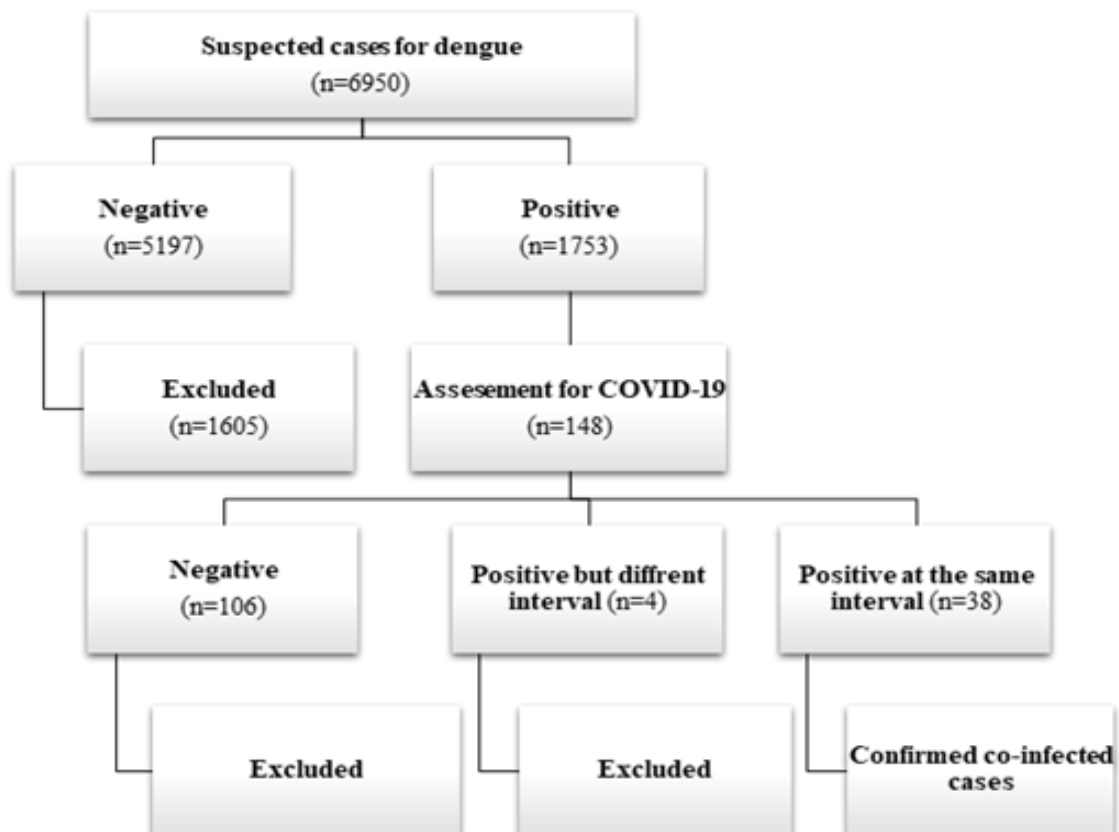 Suspected cases for dengue
(n=6950)
Negative
(n=5197)
Positive
(n=1753)
Excluded
(n=1605)
Assesement for COVID-19
(n=148)
Negative
(n=106)
Positive but diffrent
interval (n=4)
Positive at the same
interval (n=38)
Excluded
Excluded
Confirmed co-infected
cases